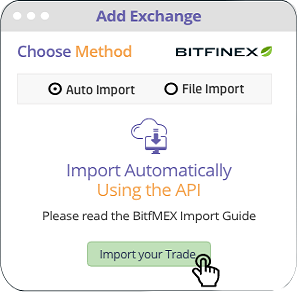 Add Exchange
Choose Method
BITFINEX
Auto Import
File Import
Import Automatically
Using the API
Please read the BitfMEX Import Guide
Import your Trade